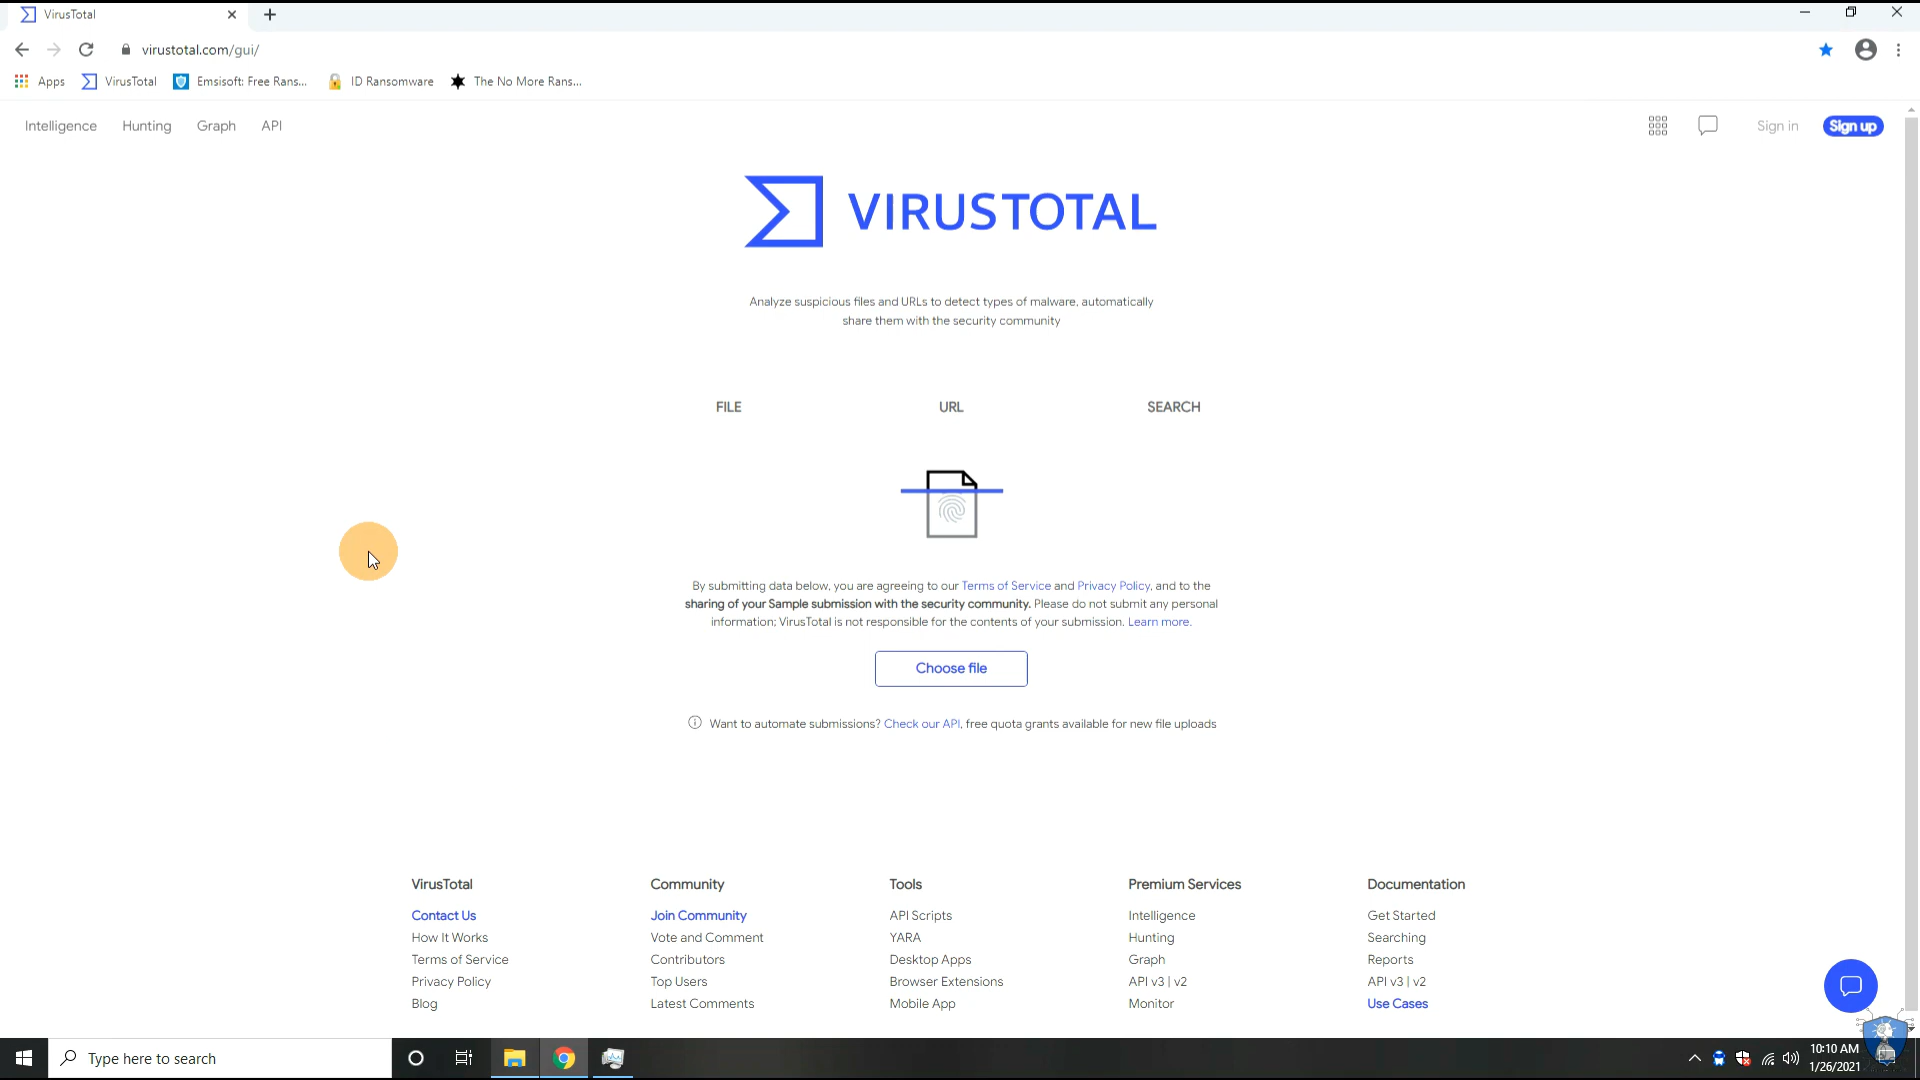 VirusTotal
virustotal.com/gui/
Apps VirusTotal Emsisoft: Free Rans... ID Ransomware The No More Rans...
Intelligence Hunting Graph API Sign in Sign up
VIRUSTOTAL
Analyze suspicious files and URLs to detect types of malware, automatically
share them with the security community
FILE URL SEARCH
By submitting data below, you are agreeing to our Terms of Service and Privacy Policy, and to the
sharing of your Sample submission with the security community. Please do not submit any personal
information; VirusTotal is not responsible for the contents of your submission. Learn more.
Choose file
Want to automate submissions? Check our API, free quota grants available for new file uploads
VirusTotal Community Tools Premium Services Documentation
Contact Us Join Community API Scripts Intelligence Get Started
How It Works Vote and Comment YARA Hunting Searching
Terms of Service Contributors Desktop Apps Graph Reports
Privacy Policy Top Users Browser Extensions API v3 | v2 API v3 | v2
Blog Latest Comments Mobile App Monitor Use Cases
Type here to search 10:10 AM
1/26/2021